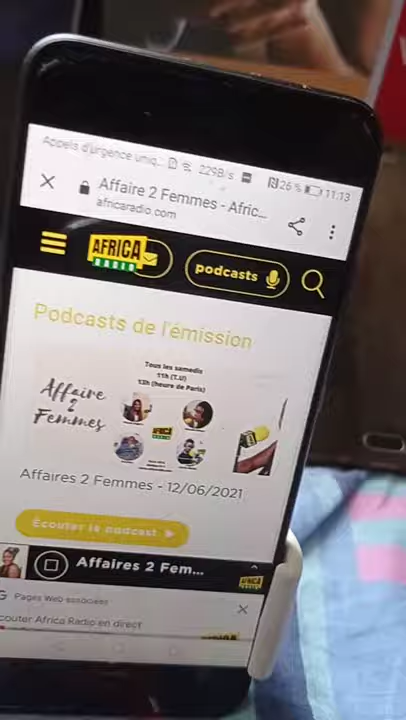 Appels d'urgence uniq... 229B/s 26% 11:13
Affaire 2 Femmes - Afric...
africaradio.com
AFRICA
RADIO
podcasts
Podcasts de l'émission
Tous les samedis
11h (T.U)
13h (heure de Paris)
Affaire
2
Femmes
Affaires 2 Femmes - 12/06/2021
Écouter le podcast
Affaires 2 Fem...
AFRICA
G Pages Web associées
couter Africa Radio en direct